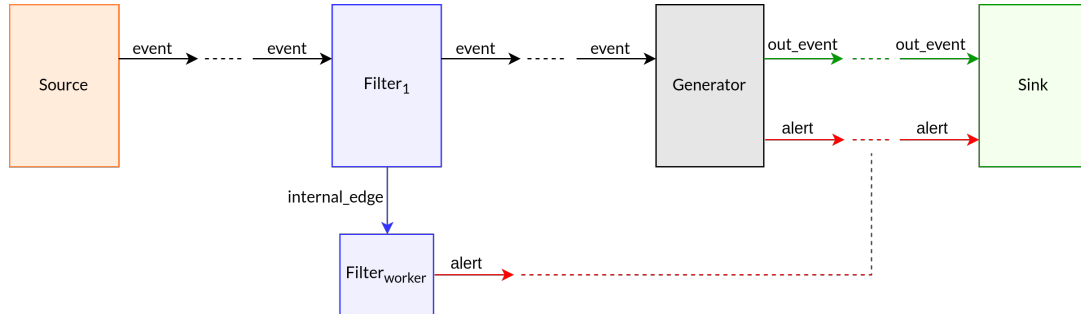 event
event
event
event
out_event
out_event
Source
Filter1
Generator
Sink
alert
alert
internal_edge
Filterworker
alert